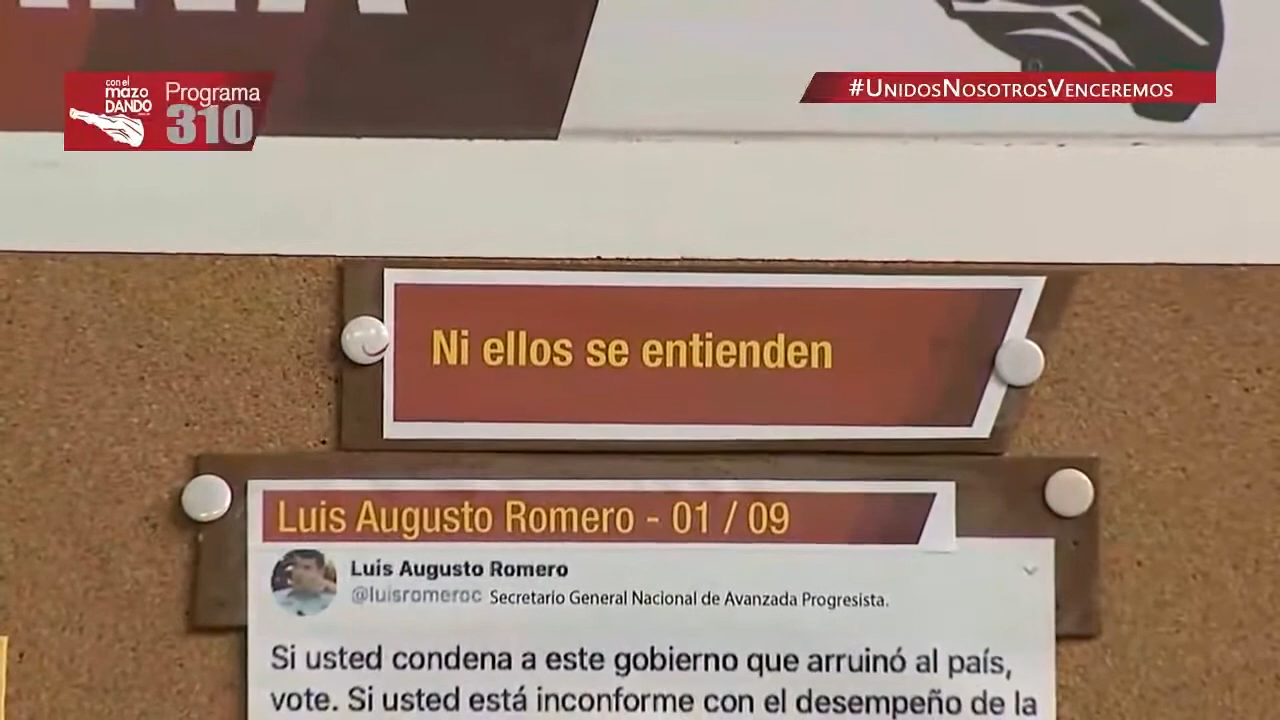 con el
mazo
DANDO
Programa
310
#UNIDOSNOSOTROSVENCEREMOS
Ni ellos se entienden
Luis Augusto Romero - 01 / 09
Luis Augusto Romero
@luisromeroc Secretario General Nacional de Avanzada Progresista.
Si usted condena a este gobierno que arruinó al país,
vote. Si usted está inconforme con el desempeño de la